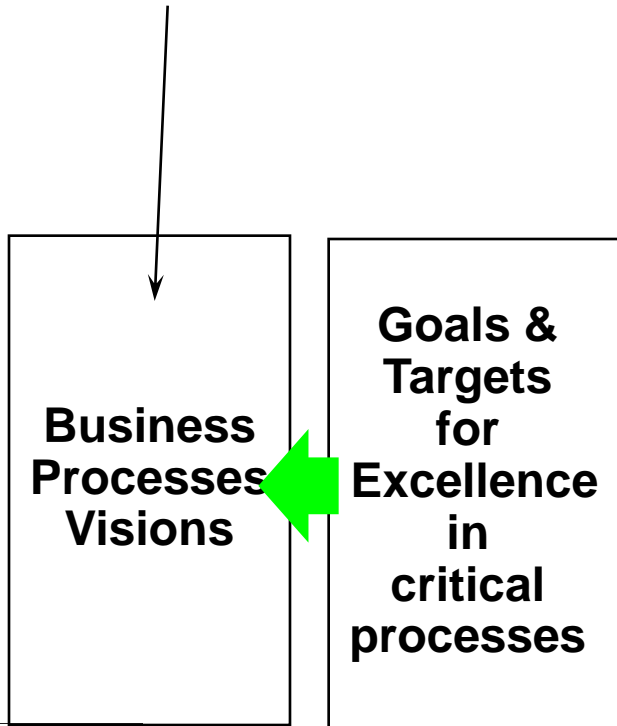 Business
Processes
Visions
Goals &
Targets
for
Excellence
in
critical
processes